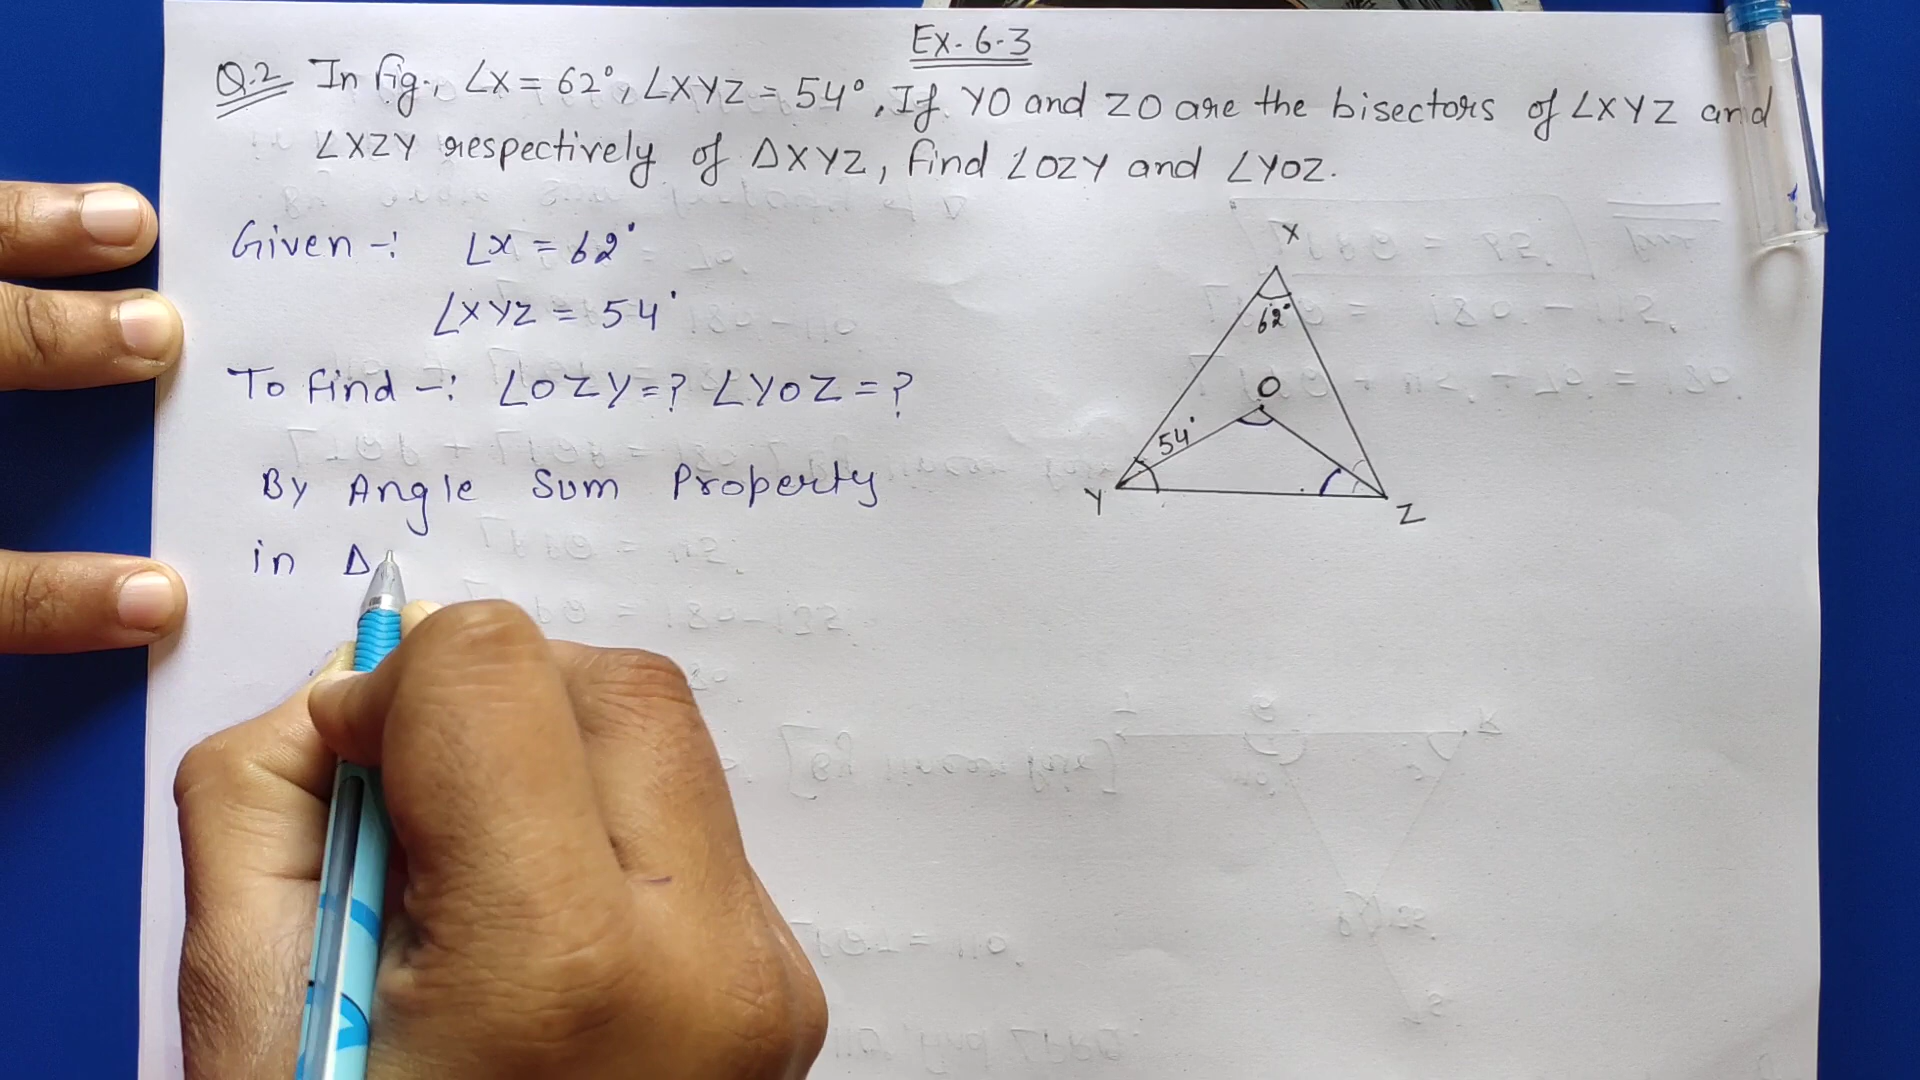 Ex. 6.3
Q.2 In fig., ∠X = 62°, ∠XYZ = 54°, If YO and ZO are the bisectors of ∠XYZ and
∠XZY respectively of ΔXYZ, find ∠OZY and ∠YOZ.
Given -: ∠x = 62°
∠XYZ = 54°
To find -: ∠OZY = ? ∠YOZ = ?
By Angle Sum Property
in Δ
X
62°
O
54°
Y
Z